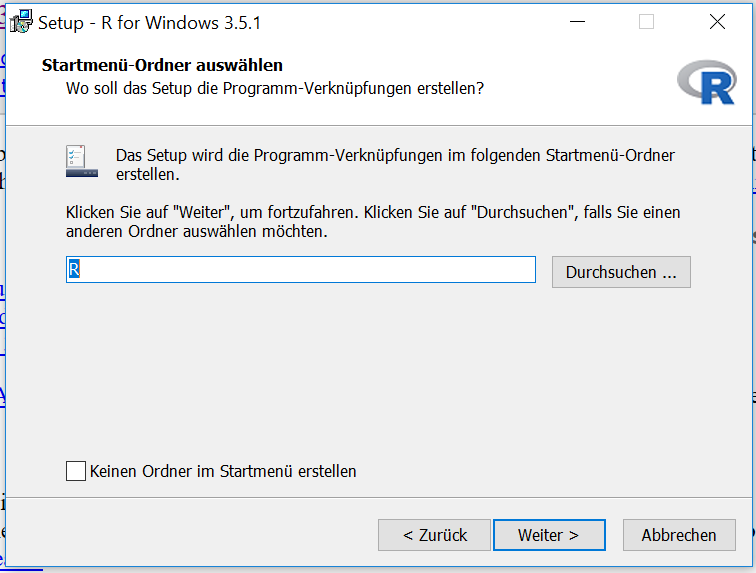 Setup - R for Windows 3.5.1
Startmenü-Ordner auswählen
Wo soll das Setup die Programm-Verknüpfungen erstellen?
R
Das Setup wird die Programm-Verknüpfungen im folgenden Startmenü-Ordner
erstellen.
Klicken Sie auf "Weiter", um fortzufahren. Klicken Sie auf "Durchsuchen", falls Sie einen
anderen Ordner auswählen möchten.
R
Durchsuchen ...
Keinen Ordner im Startmenü erstellen
< Zurück
Weiter >
Abbrechen